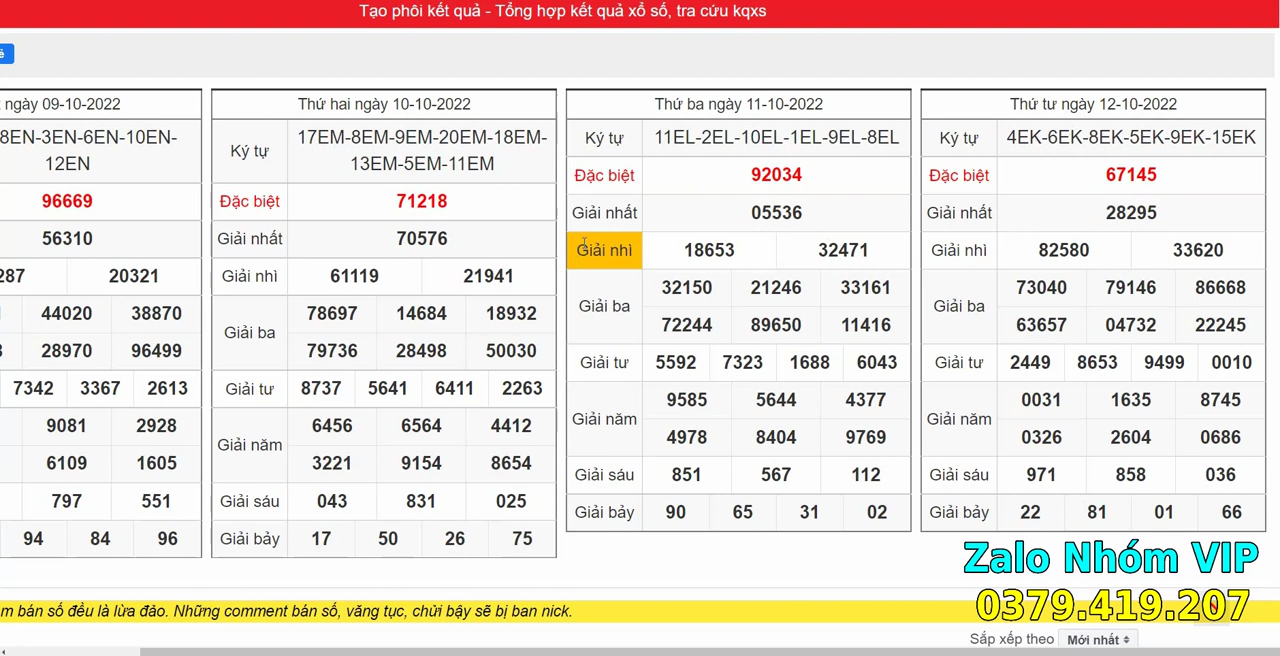 Tạo phôi kết quả - Tổng hợp kết quả xổ số, tra cứu kqxs
ngày 09-10-2022
8EN-3EN-6EN-10EN-
12EN
96669
56310
287 20321
44020 38870
28970 96499
7342 3367 2613
9081 2928
6109 1605
797 551
94 84 96
Thứ hai ngày 10-10-2022
Ký tự 17EM-8EM-9EM-20EM-18EM-
13EM-5EM-11EM
Đặc biệt 71218
Giải nhất 70576
Giải nhì 61119 21941
Giải ba 78697 14684 18932
79736 28498 50030
Giải tư 8737 5641 6411 2263
Giải năm 6456 6564 4412
3221 9154 8654
Giải sáu 043 831 025
Giải bảy 17 50 26 75
Thứ ba ngày 11-10-2022
Ký tự 11EL-2EL-10EL-1EL-9EL-8EL
Đặc biệt 92034
Giải nhất 05536
Giải nhì 18653 32471
Giải ba 32150 21246 33161
72244 89650 11416
Giải tư 5592 7323 1688 6043
Giải năm 9585 5644 4377
4978 8404 9769
Giải sáu 851 567 112
Giải bảy 90 65 31 02
Thứ tư ngày 12-10-2022
Ký tự 4EK-6EK-8EK-5EK-9EK-15EK
Đặc biệt 67145
Giải nhất 28295
Giải nhì 82580 33620
Giải ba 73040 79146 86668
63657 04732 22245
Giải tư 2449 8653 9499 0010
Giải năm 0031 1635 8745
0326 2604 0686
Giải sáu 971 858 036
Giải bảy 22 81 01 66
Zalo Nhóm VIP
0379.419.207
m bán số đều là lừa đảo. Những comment bán số, văng tục, chửi bậy sẽ bị ban nick.
Sắp xếp theo Mới nhất